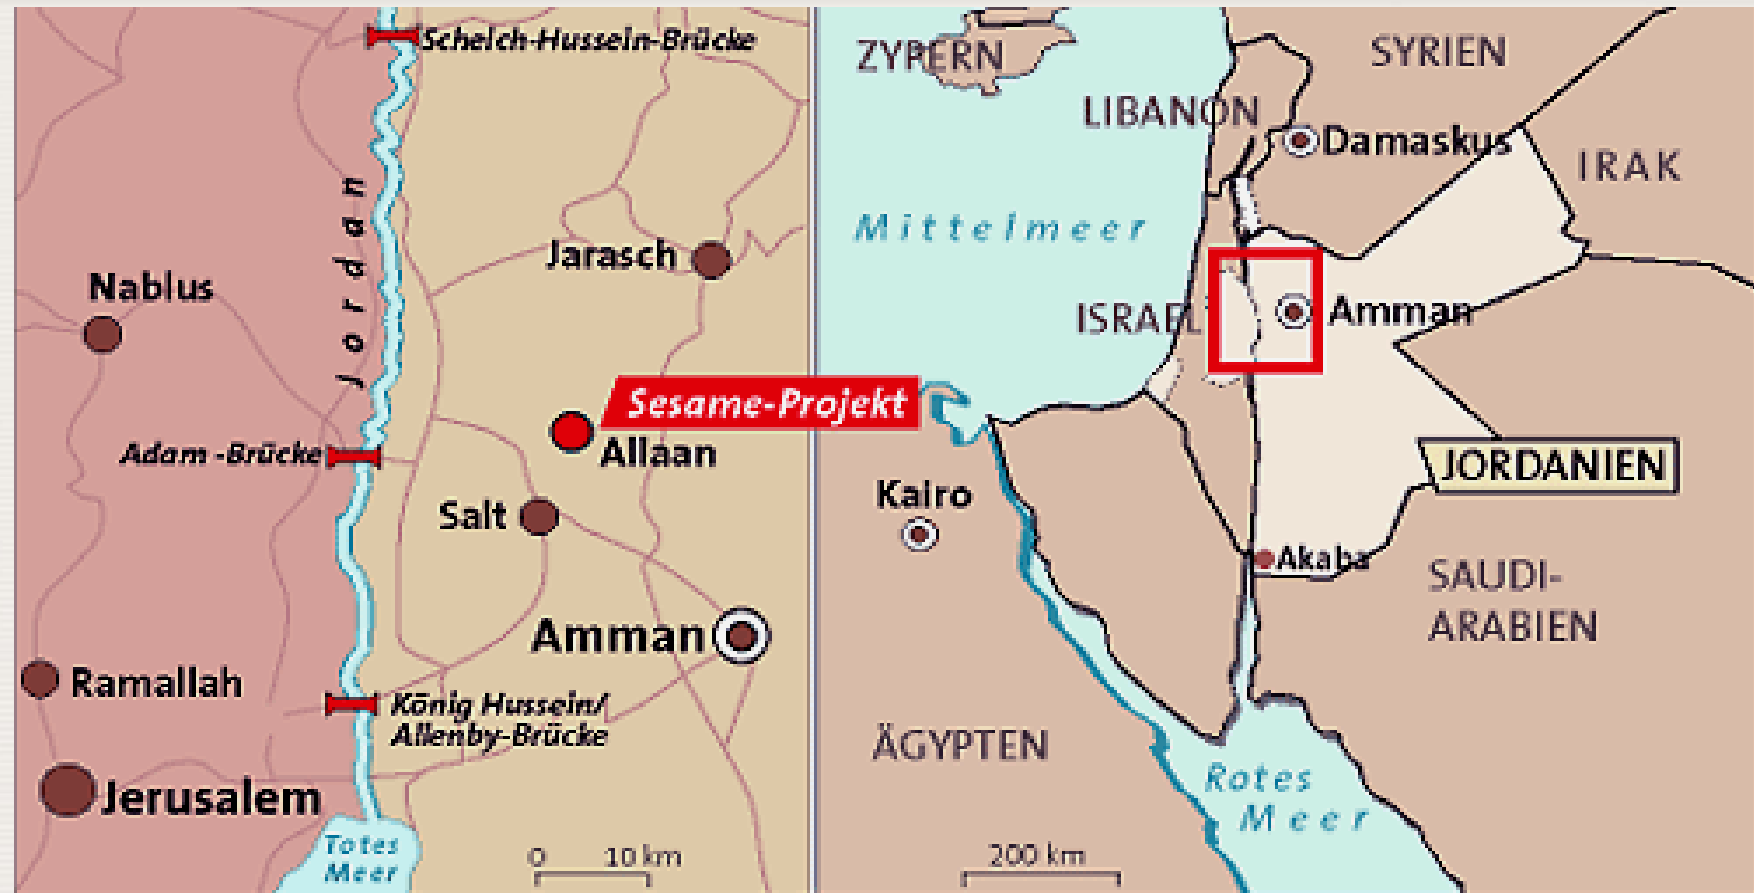 Scheich-Hussein-Brücke
Jordan
Jarasch
Nablus
Sesame-Projekt
Adam -Brücke
Allaan
Salt
Amman
Ramallah
König Hussein/
Allenby-Brücke
Jerusalem
Totes
Meer
0 10 km
ZYPERN
SYRIEN
LIBANON
Damaskus
IRAK
Mittelmeer
ISRAEL
Amman
JORDANIEN
Kairo
Akaba
SAUDI-
ARABIEN
ÄGYPTEN
Rotes
Meer
200 km